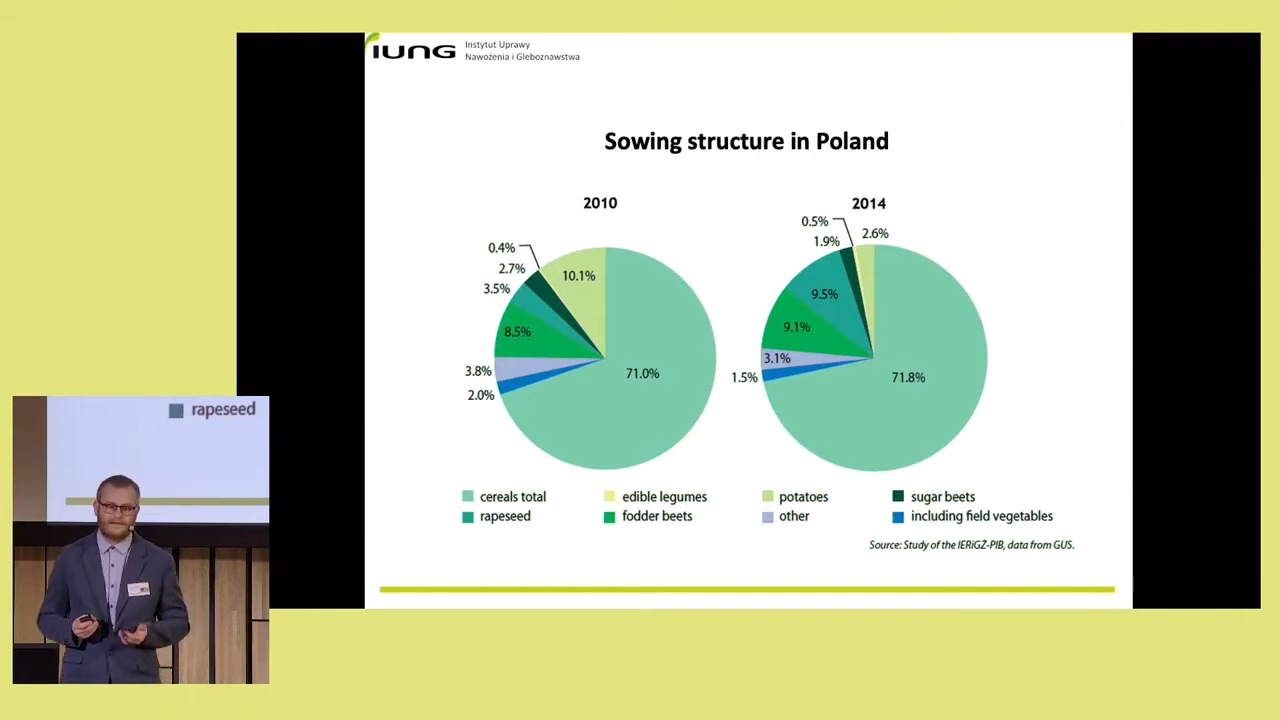 IUNG
Instytut Uprawy
Nawożenia i Gleboznawstwa
Sowing structure in Poland
2010
2014
0.4%
2.7%
3.5%
8.5%
3.8%
2.0%
10.1%
71.0%
0.5%
1.9%
2.6%
9.5%
9.1%
3.1%
1.5%
71.8%
cereals total
edible legumes
potatoes
sugar beets
rapeseed
fodder beets
other
including field vegetables
Source: Study of the IERiGŻ-PIB, data from GUS.
rapeseed